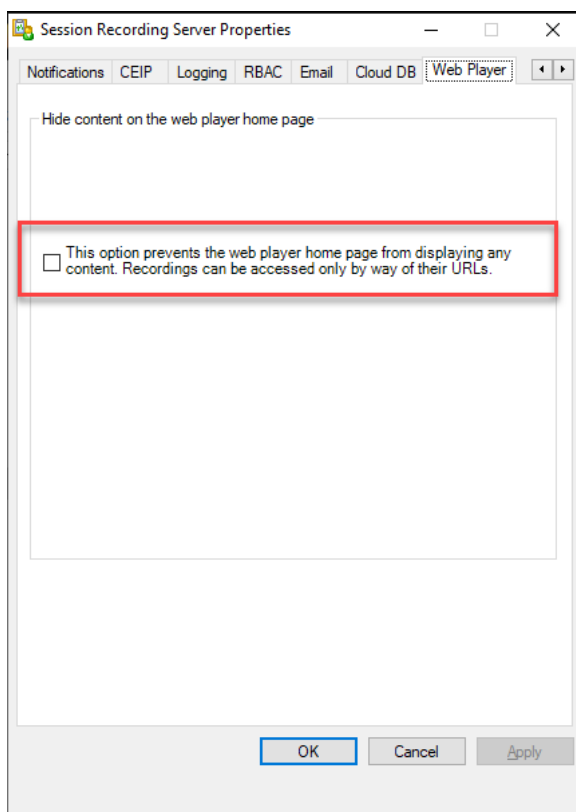 Session Recording Server Properties
Notifications CEIP Logging RBAC Email Cloud DB Web Player
Hide content on the web player home page
This option prevents the web player home page from displaying any
content. Recordings can be accessed only by way of their URLs.
OK Cancel Apply